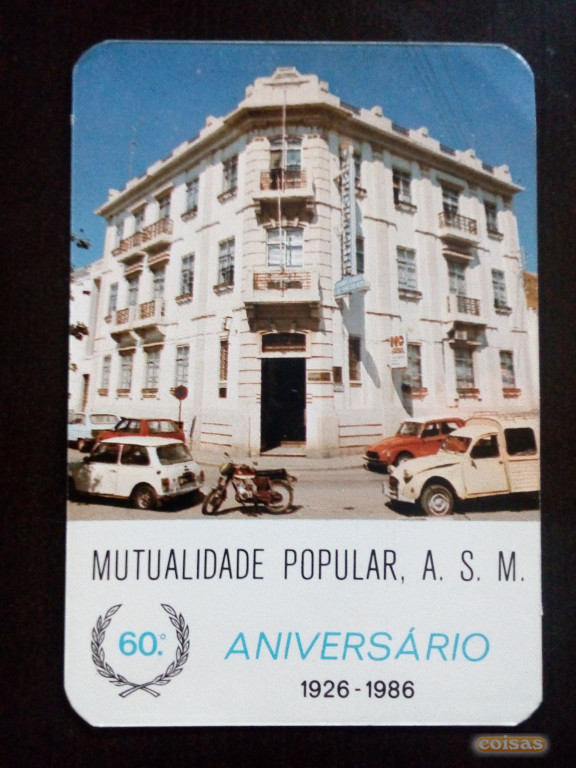 MUTUALIDADE POPULAR, A. S. M.
60.º
ANIVERSÁRIO
1926-1986
coisas